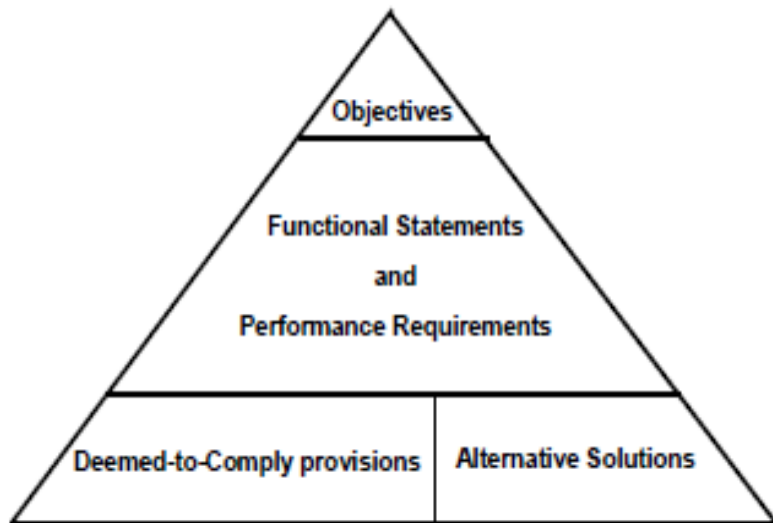 Objectives
Functional Statements
and
Performance Requirements
Deemed-to-Comply provisions
Alternative Solutions